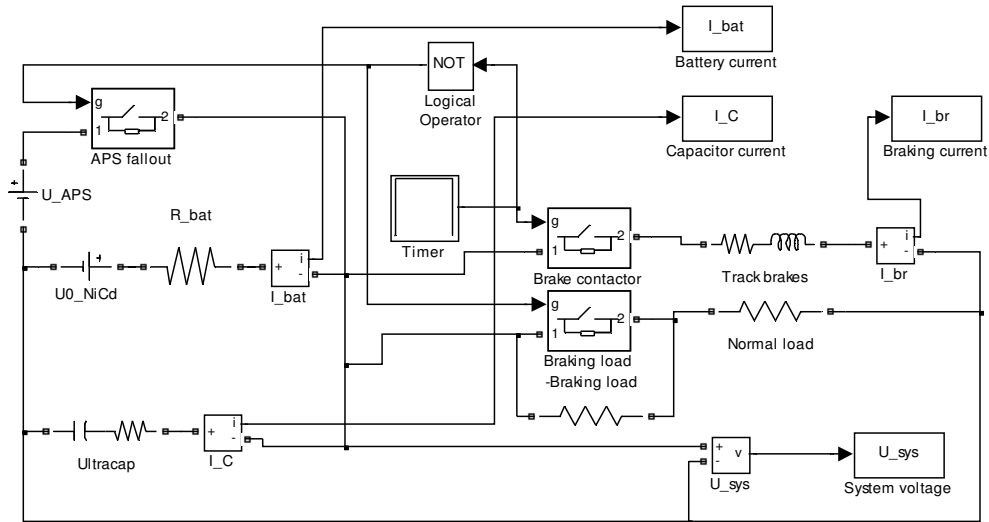 I_bat
Battery current
NOT
Logical
Operator
g
1
2
APS fallout
I_C
Capacitor current
I_br
Braking current
+
U_APS
R_bat
Timer
g
1
2
Brake contactor
Track brakes
+
i
-
I_br
+
U0_NiCd
+
i
-
I_bat
g
1
2
Braking load
-Braking load
Normal load
Ultracap
+
i
-
I_C
+
-
v
U_sys
U_sys
System voltage